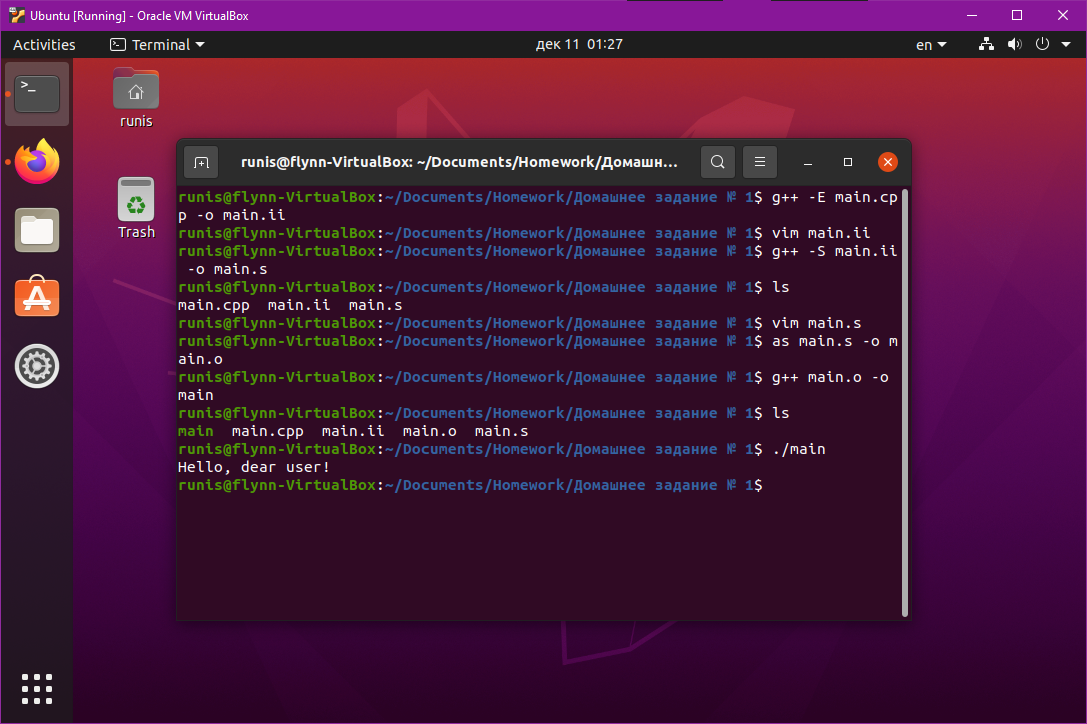 Ubuntu [Running] - Oracle VM VirtualBox
Activities Terminal дек 11 01:27 en
runis
Trash
runis@flynn-VirtualBox: ~/Documents/Homework/Домашн...
runis@flynn-VirtualBox:~/Documents/Homework/Домашнее задание № 1$ g++ -E main.cp
p -o main.ii
runis@flynn-VirtualBox:~/Documents/Homework/Домашнее задание № 1$ vim main.ii
runis@flynn-VirtualBox:~/Documents/Homework/Домашнее задание № 1$ g++ -S main.ii
 -o main.s
runis@flynn-VirtualBox:~/Documents/Homework/Домашнее задание № 1$ ls
main.cpp  main.ii  main.s
runis@flynn-VirtualBox:~/Documents/Homework/Домашнее задание № 1$ vim main.s
runis@flynn-VirtualBox:~/Documents/Homework/Домашнее задание № 1$ as main.s -o m
ain.o
runis@flynn-VirtualBox:~/Documents/Homework/Домашнее задание № 1$ g++ main.o -o
main
runis@flynn-VirtualBox:~/Documents/Homework/Домашнее задание № 1$ ls
main  main.cpp  main.ii  main.o  main.s
runis@flynn-VirtualBox:~/Documents/Homework/Домашнее задание № 1$ ./main
Hello, dear user!
runis@flynn-VirtualBox:~/Documents/Homework/Домашнее задание № 1$